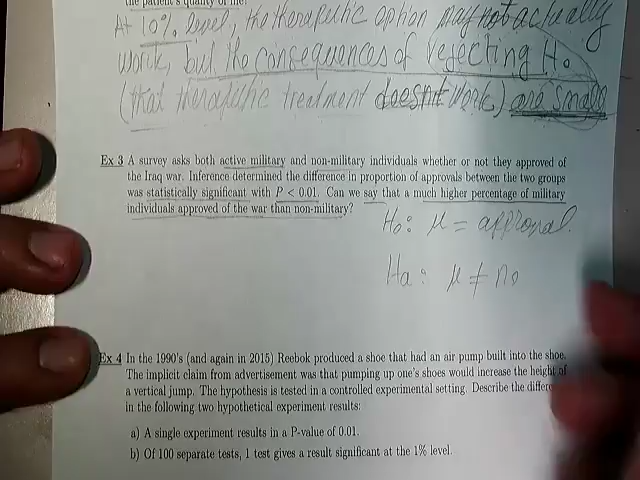 the patient's quality of life?
At 10% level, the therapeutic option may not actually
work, but the consequences of rejecting Ho
(that therapeutic treatment doesn't work) are small
Ex 3 A survey asks both active military and non-military individuals whether or not they approved of
the Iraq war. Inference determined the difference in proportion of approvals between the two groups
was statistically significant with P < 0.01. Can we say that a much higher percentage of military
individuals approved of the war than non-military?
Ho: μ = approval.
Ha: μ ≠ no
Ex 4 In the 1990's (and again in 2015) Reebok produced a shoe that had an air pump built into the shoe.
The implicit claim from advertisement was that pumping up one's shoes would increase the height of
a vertical jump. The hypothesis is tested in a controlled experimental setting. Describe the differe
in the following two hypothetical experiment results:
a) A single experiment results in a P-value of 0.01.
b) Of 100 separate tests, 1 test gives a result significant at the 1% level.